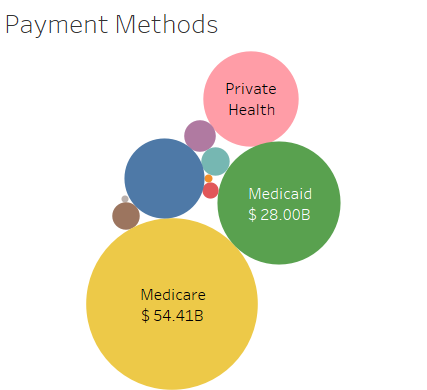 Payment Methods
Private
Health
Medicaid
$ 28.00B
Medicare
$ 54.41B